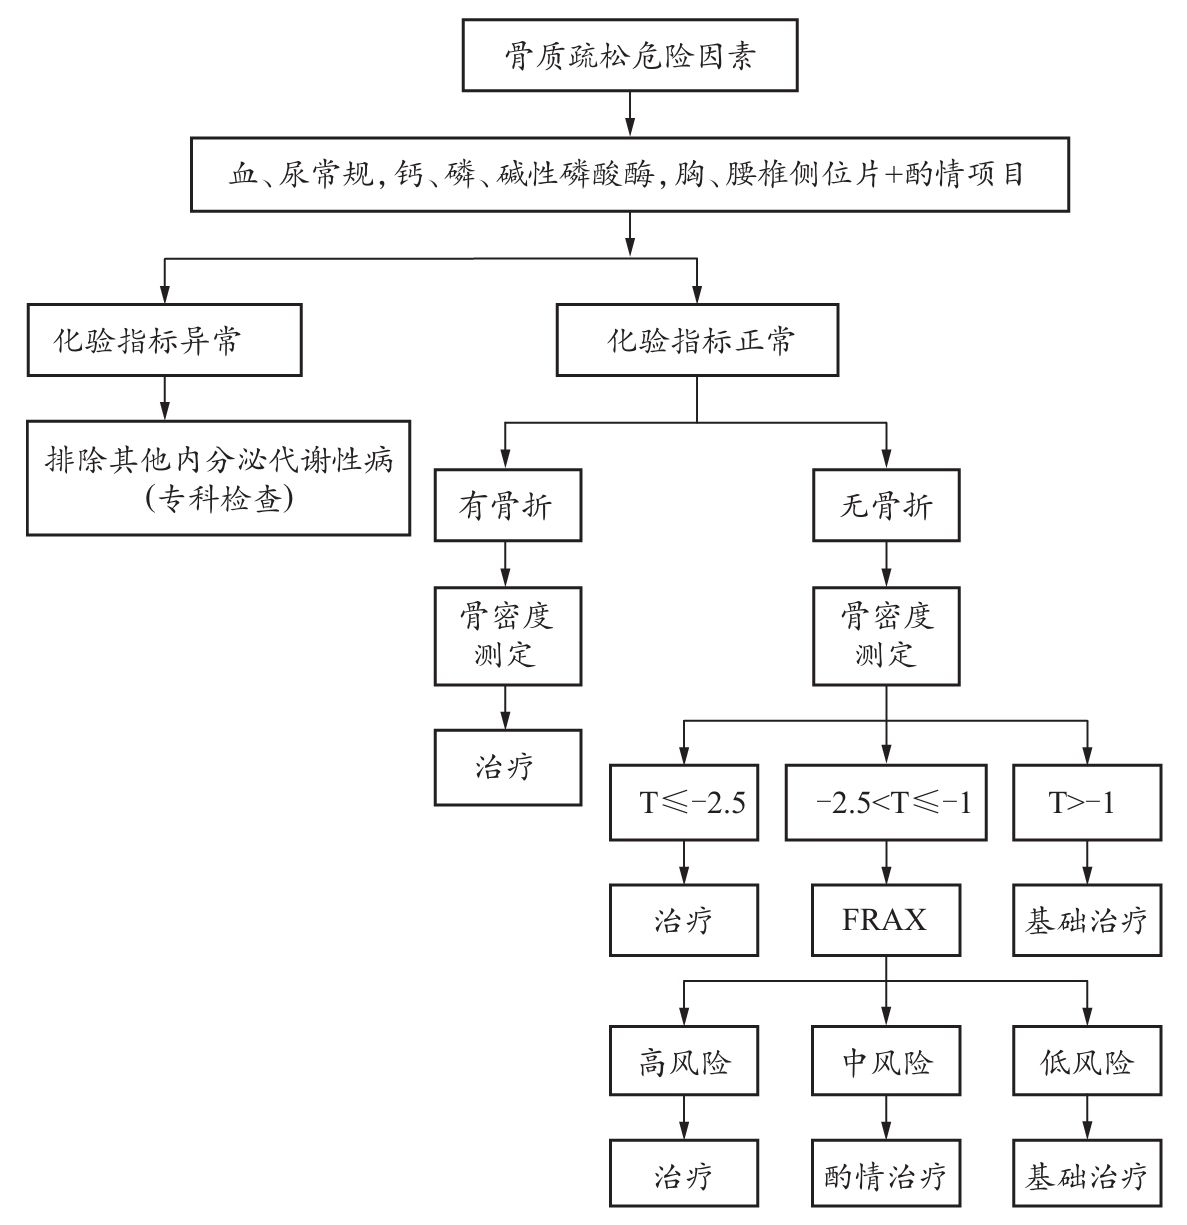 骨质疏松危险因素
血、尿常规,钙、磷、碱性磷酸酶,胸、腰椎侧位片+酌情项目
化验指标异常
化验指标正常
排除其他内分泌代谢性病
(专科检查)
有骨折
无骨折
骨密度
测定
骨密度
测定
治疗
T≤-2.5
-2.5<T≤-1
T>-1
治疗
FRAX
基础治疗
高风险
中风险
低风险
治疗
酌情治疗
基础治疗